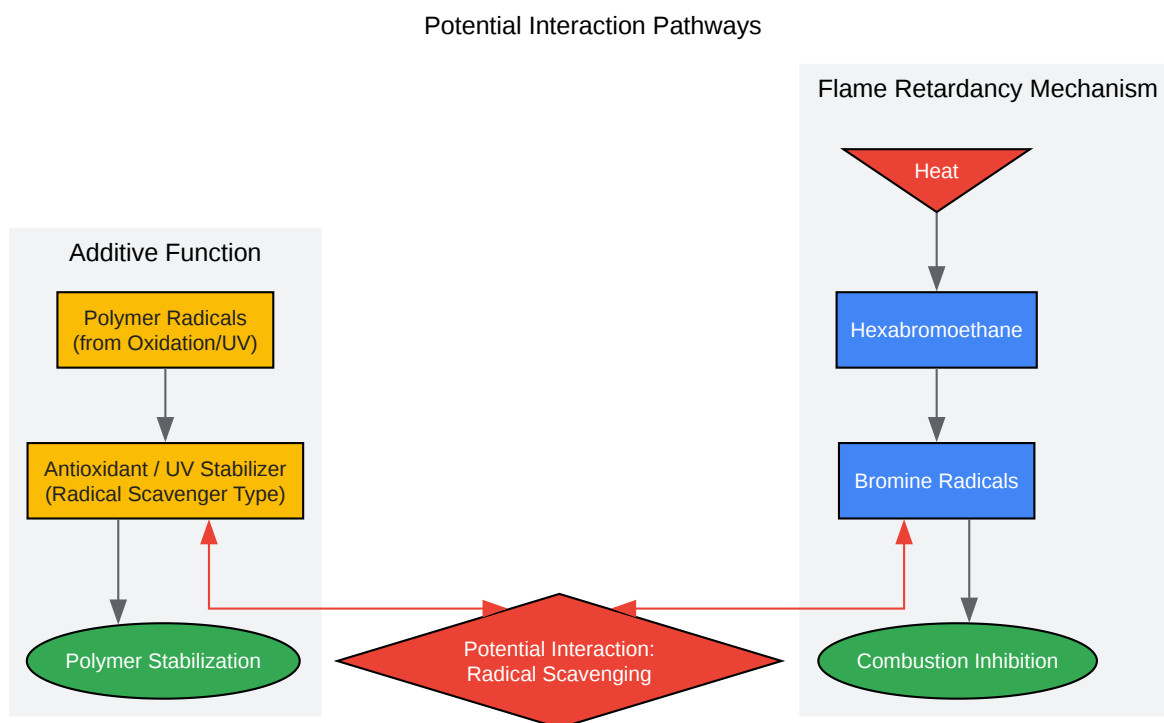 Potential Interaction Pathways
Flame Retardancy Mechanism
Heat
Additive Function
Polymer Radicals
(from Oxidation/UV)
Hexabromoethane
Antioxidant / UV Stabilizer
(Radical Scavenger Type)
Bromine Radicals
Potential Interaction:
Radical Scavenging
Polymer Stabilization
Combustion Inhibition